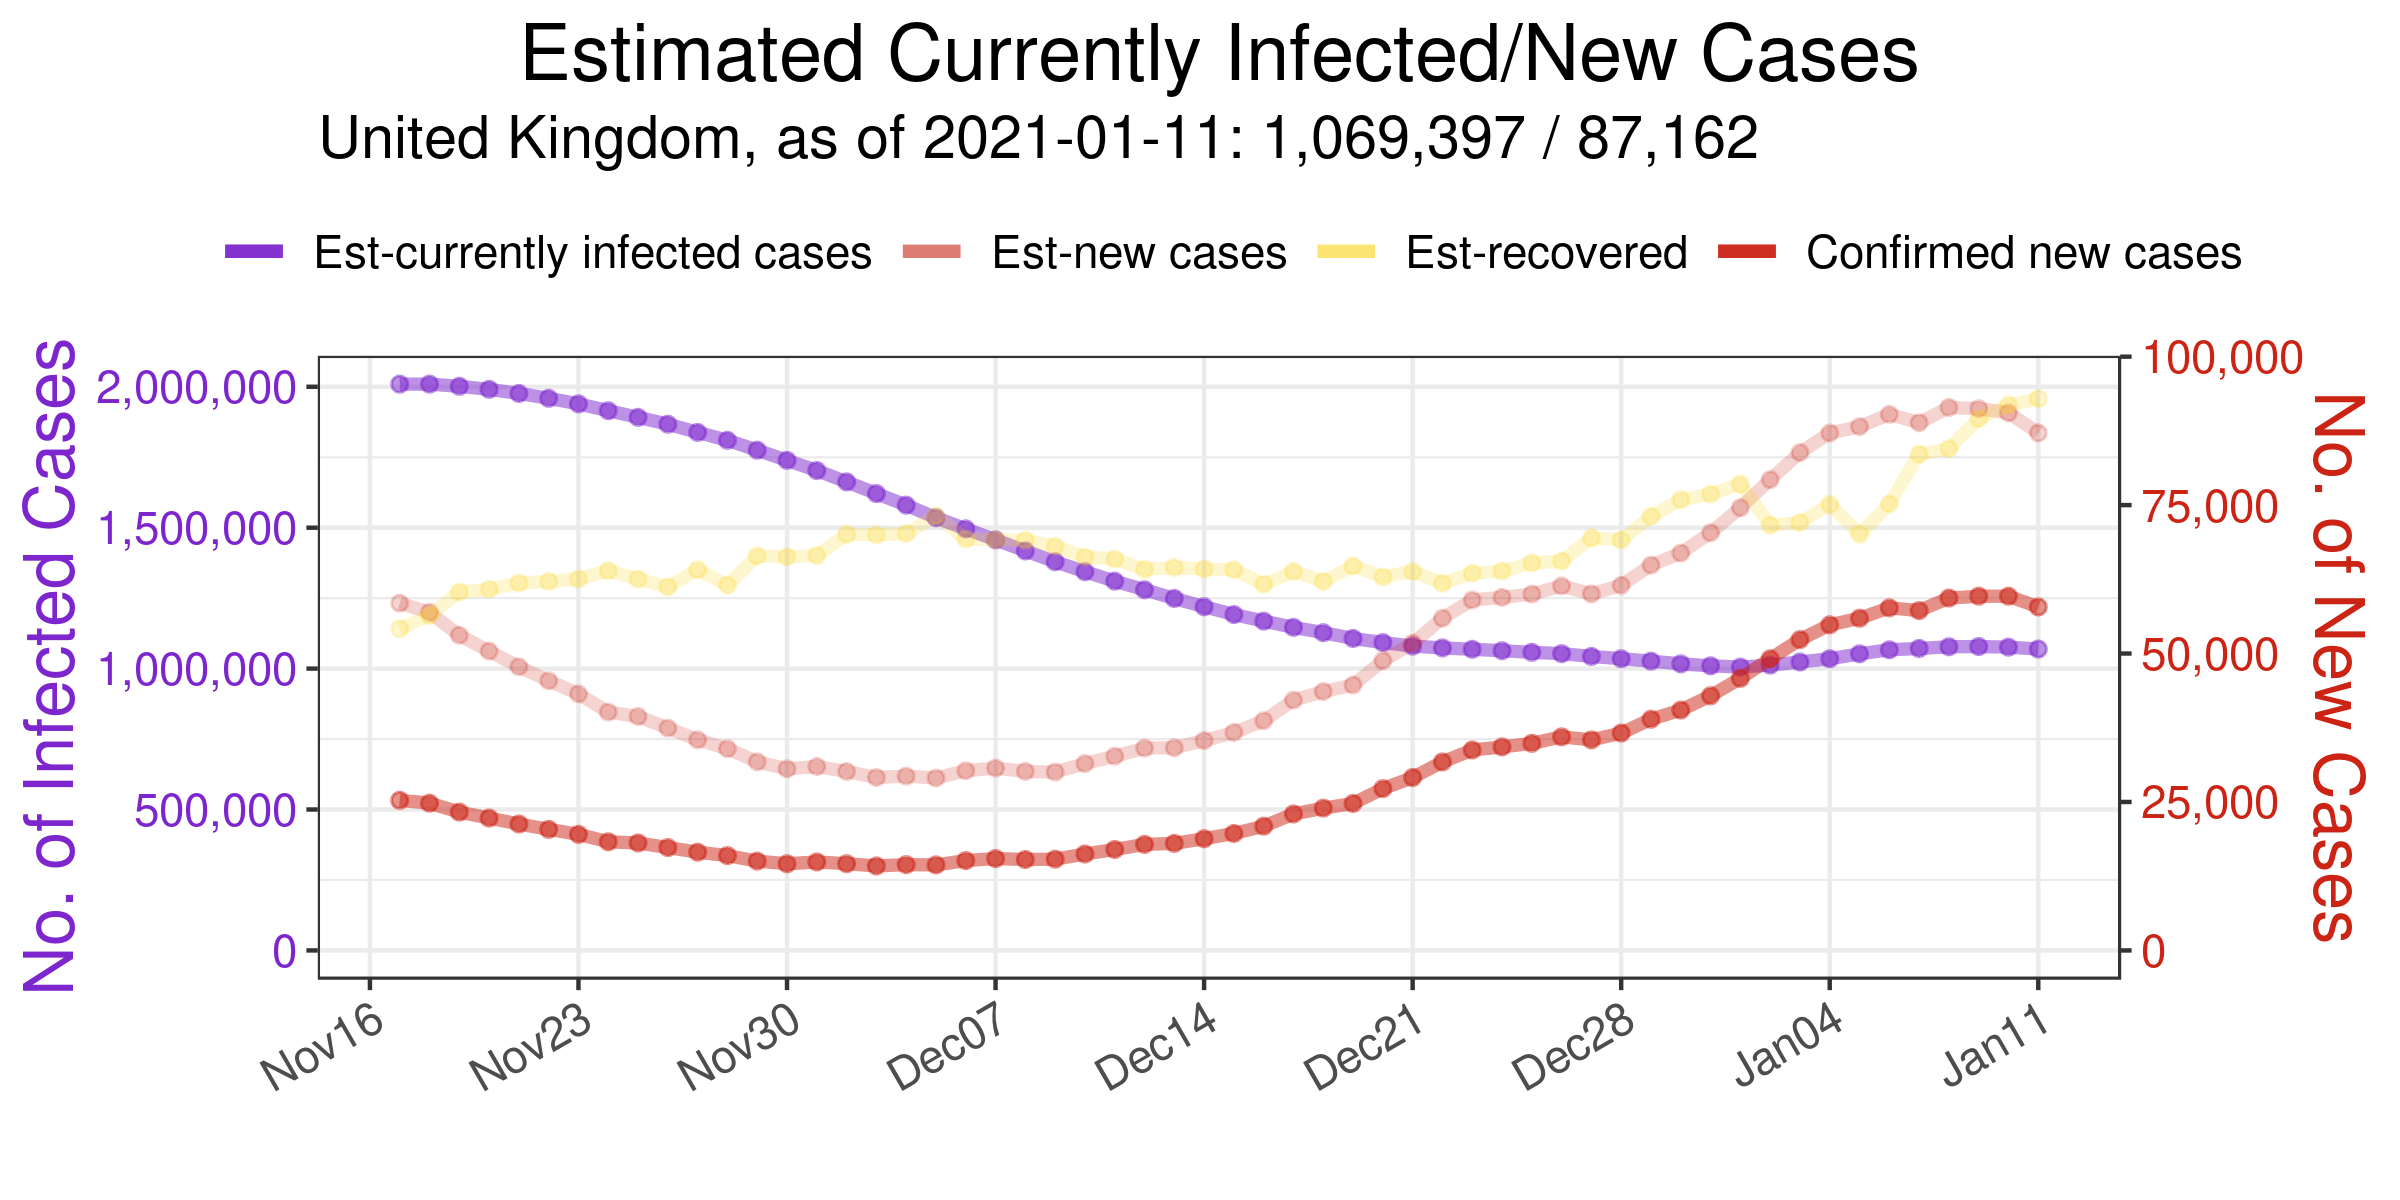 Estimated Currently Infected/New Cases
United Kingdom, as of 2021-01-11: 1,069,397 / 87,162
Est-currently infected cases Est-new cases Est-recovered Confirmed new cases
No. of Infected Cases
2,000,000
1,500,000
1,000,000
500,000
0
100,000
75,000
50,000
25,000
0
No. of New Cases
Nov16 Nov23 Nov30 Dec07 Dec14 Dec21 Dec28 Jan04 Jan11